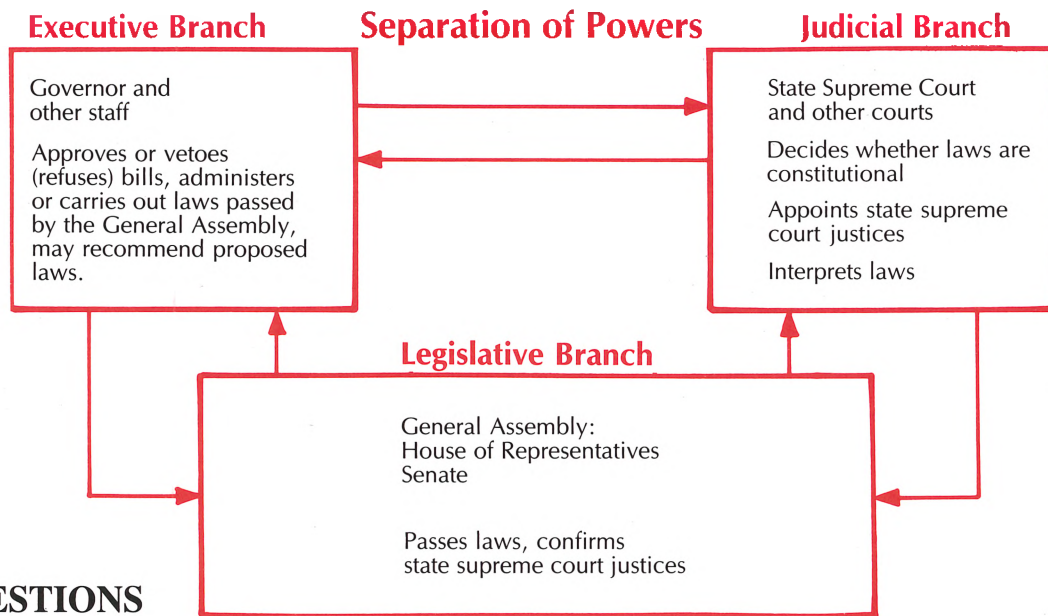 Separation of Powers
Executive Branch
Governor and
other staff
Approves or vetoes
(refuses) bills, administers
or carries out laws passed
by the General Assembly,
may recommend proposed
laws.
Judicial Branch
State Supreme Court
and other courts
Decides whether laws are
constitutional
Appoints state supreme
court justices
Interprets laws
Legislative Branch
General Assembly:
House of Representatives
Senate
Passes laws, confirms
state supreme court justices
ESTIONS